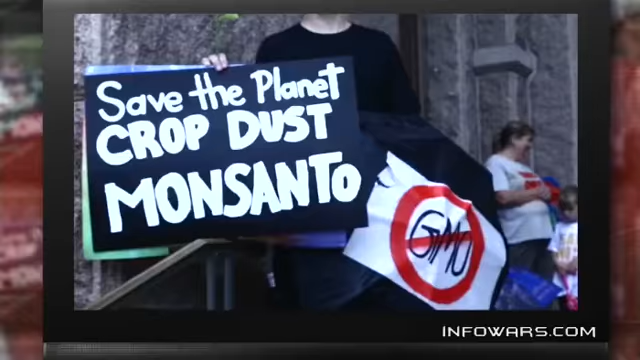 Save the Planet
CROP DUST
MONSANTO
GMO
INFOWARS.COM